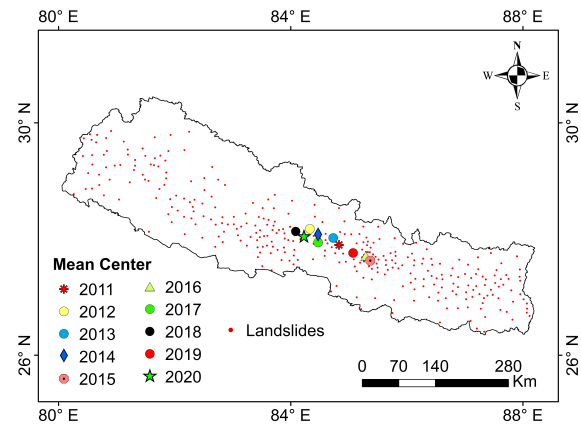 80° E 84° E 88° E
N
W E
S
30° N 30° N
26° N 26° N
Mean Center
2011 2016
2012 2017
2013 2018
2014 2019
2015 2020
Landslides
0 70 140 280
Km
80° E 84° E 88° E